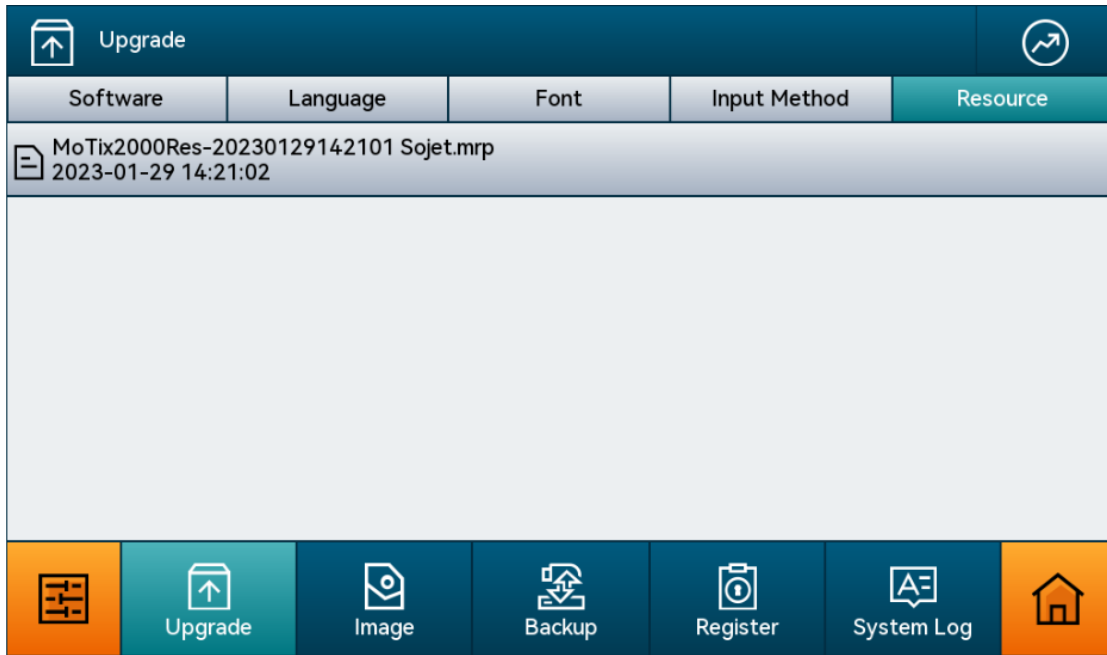 Upgrade
Software
Language
Font
Input Method
Resource
MoTix2000Res-20230129142101 Sojet.mrp
2023-01-29 14:21:02
Upgrade
Image
Backup
Register
System Log